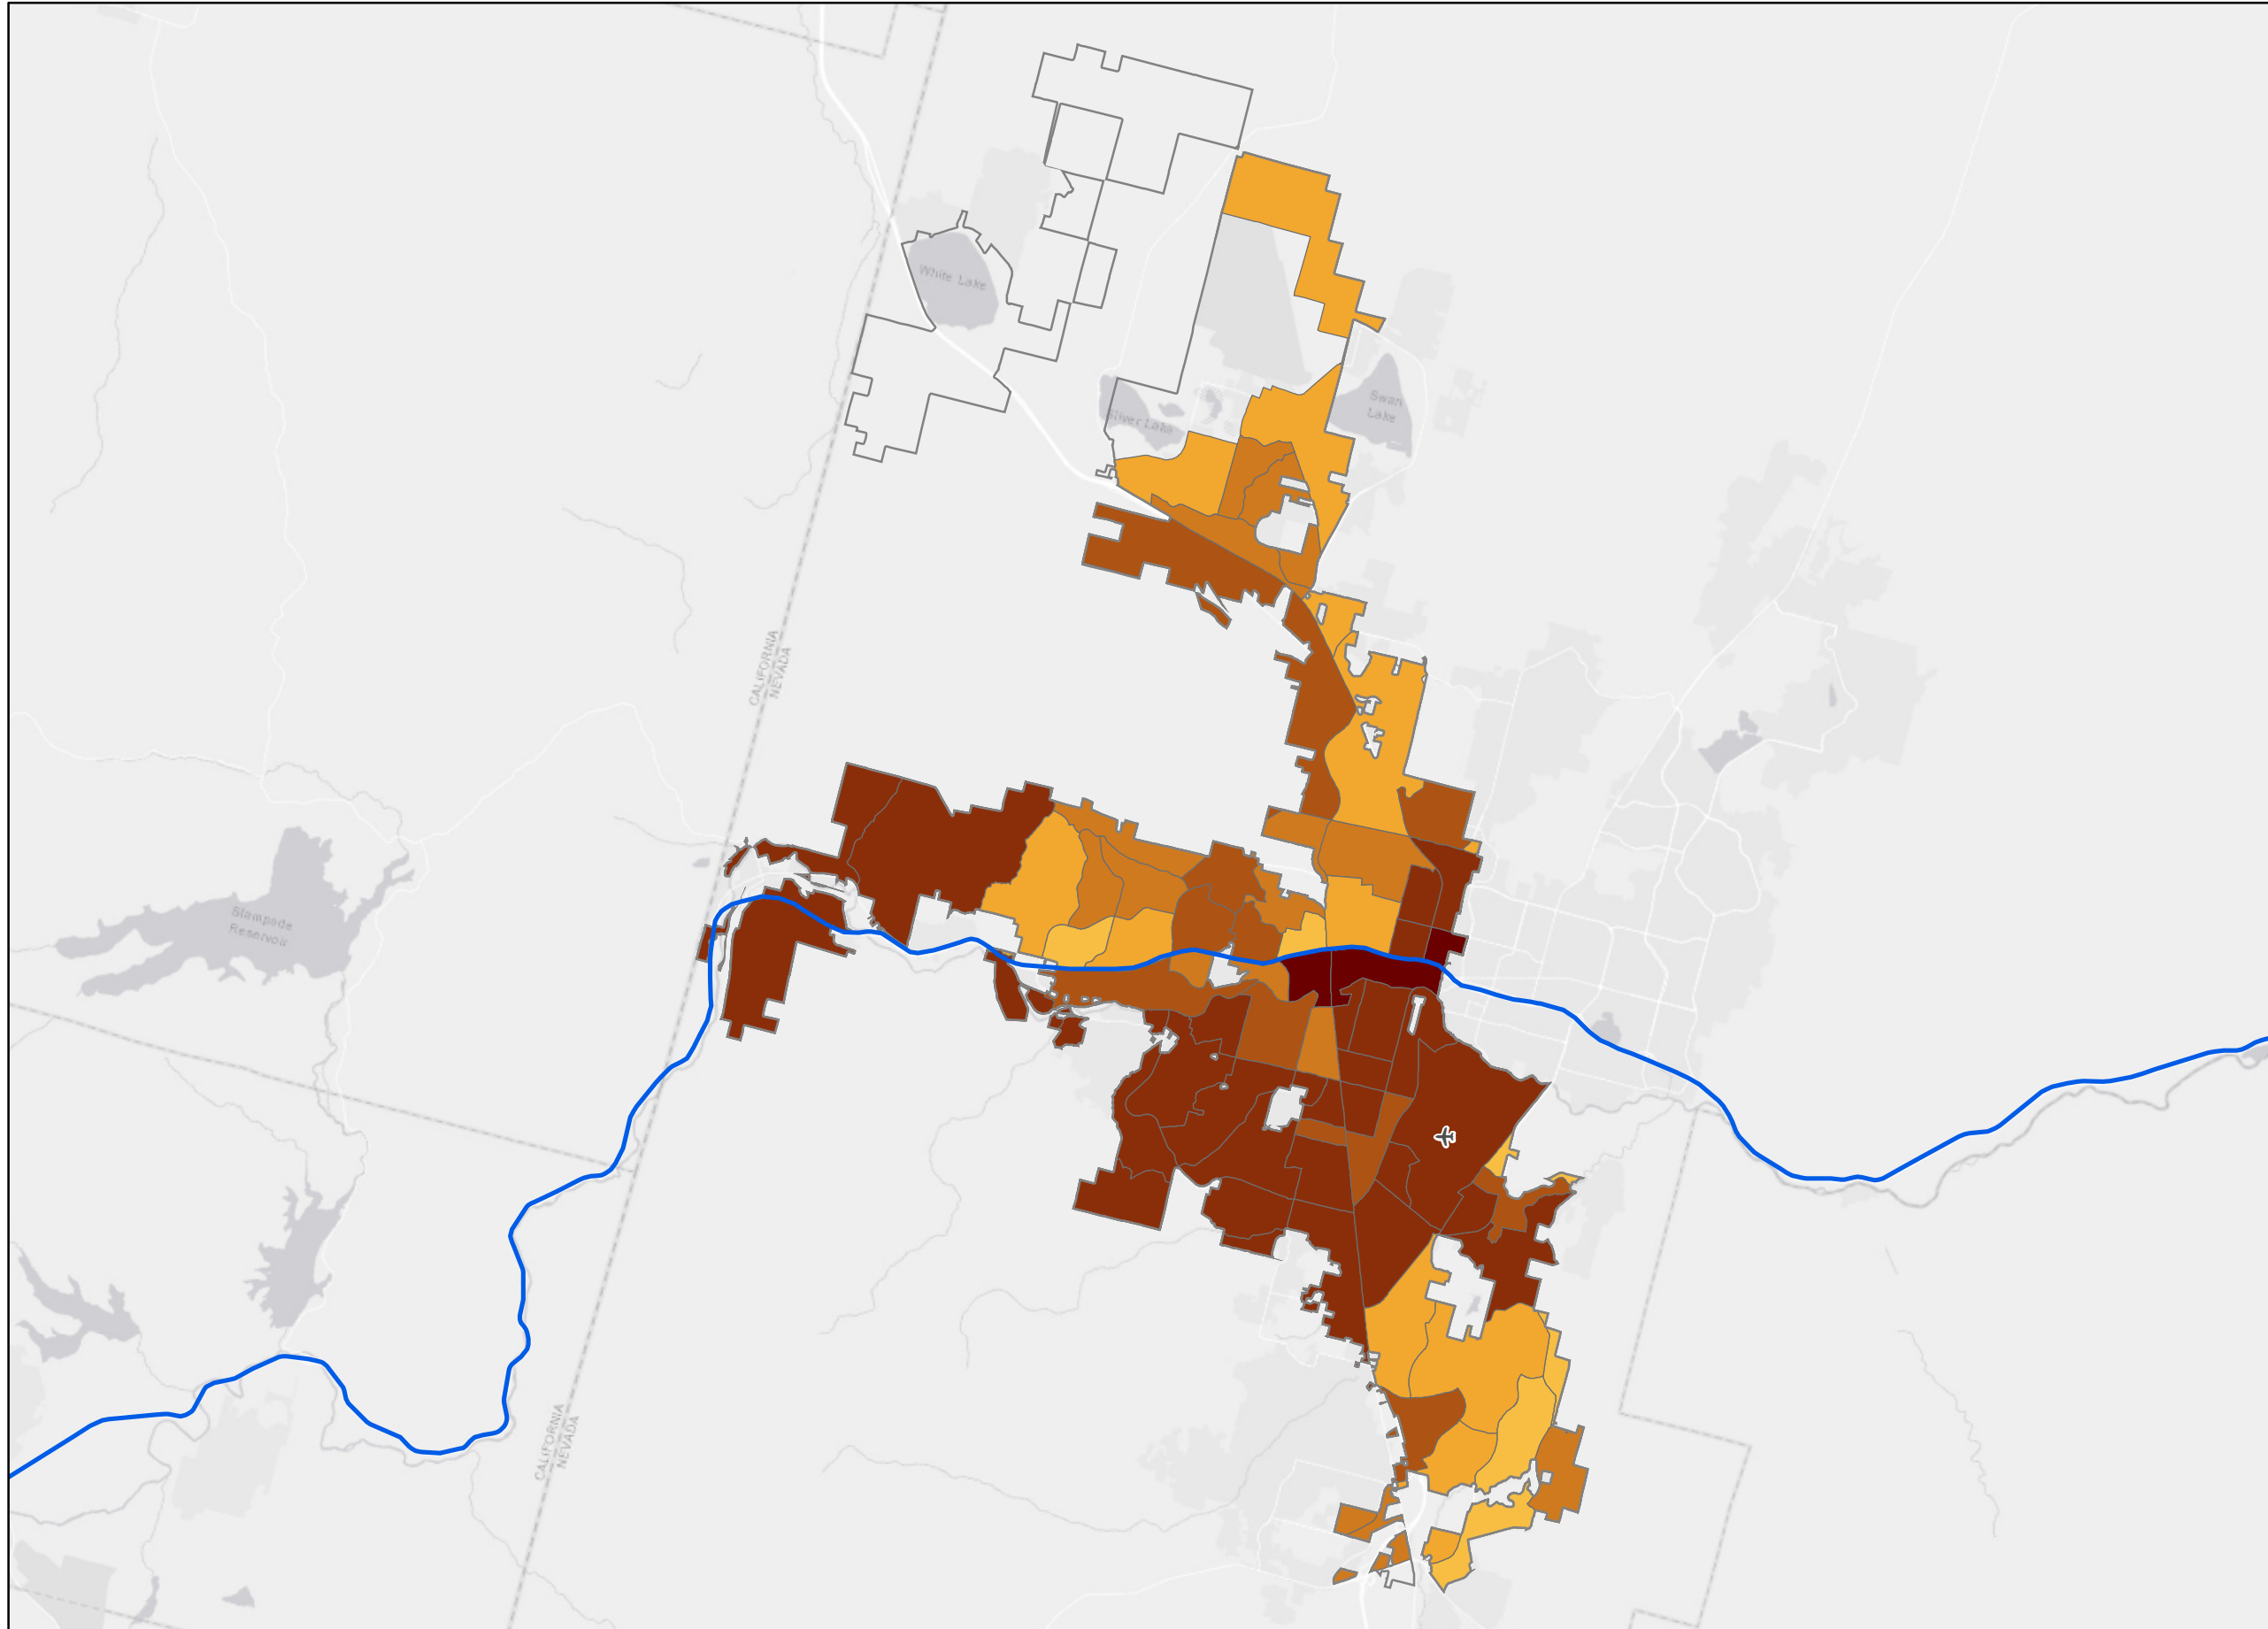 White Lake
Silver Lake
Swan
Lake
CALIFORNIA
NEVADA
Stampede
Reservoir
CALIFORNIA
NEVADA